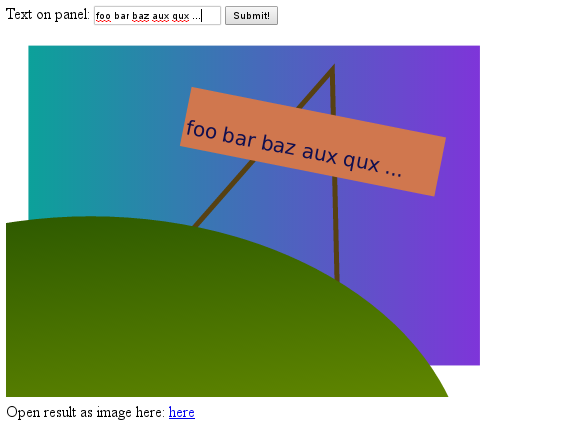 Text on panel: foo bar baz aux qux ... Submit!
foo bar baz aux qux ...
Open result as image here: here